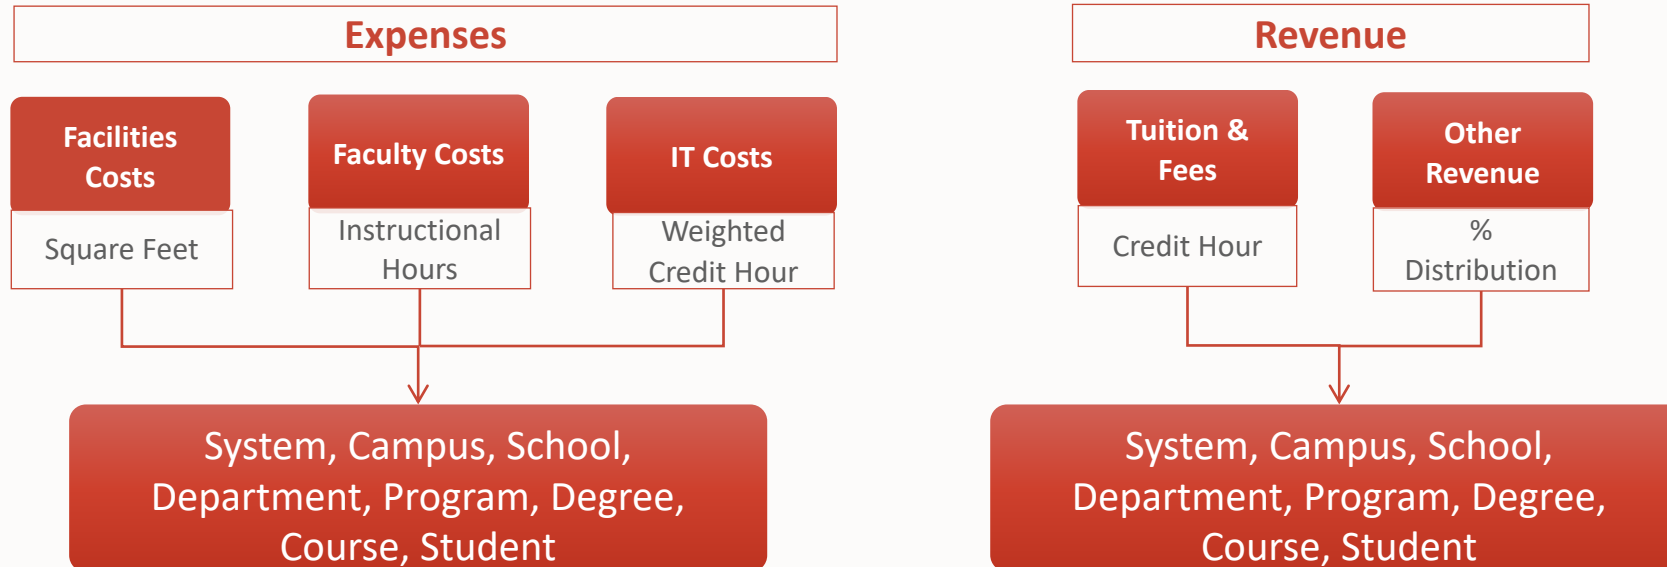 Expenses
Facilities
Costs
Square Feet
Faculty Costs
Instructional
Hours
IT Costs
Weighted
Credit Hour
System, Campus, School,
Department, Program, Degree,
Course, Student
Revenue
Tuition &
Fees
Credit Hour
Other
Revenue
%
Distribution
System, Campus, School,
Department, Program, Degree,
Course, Student